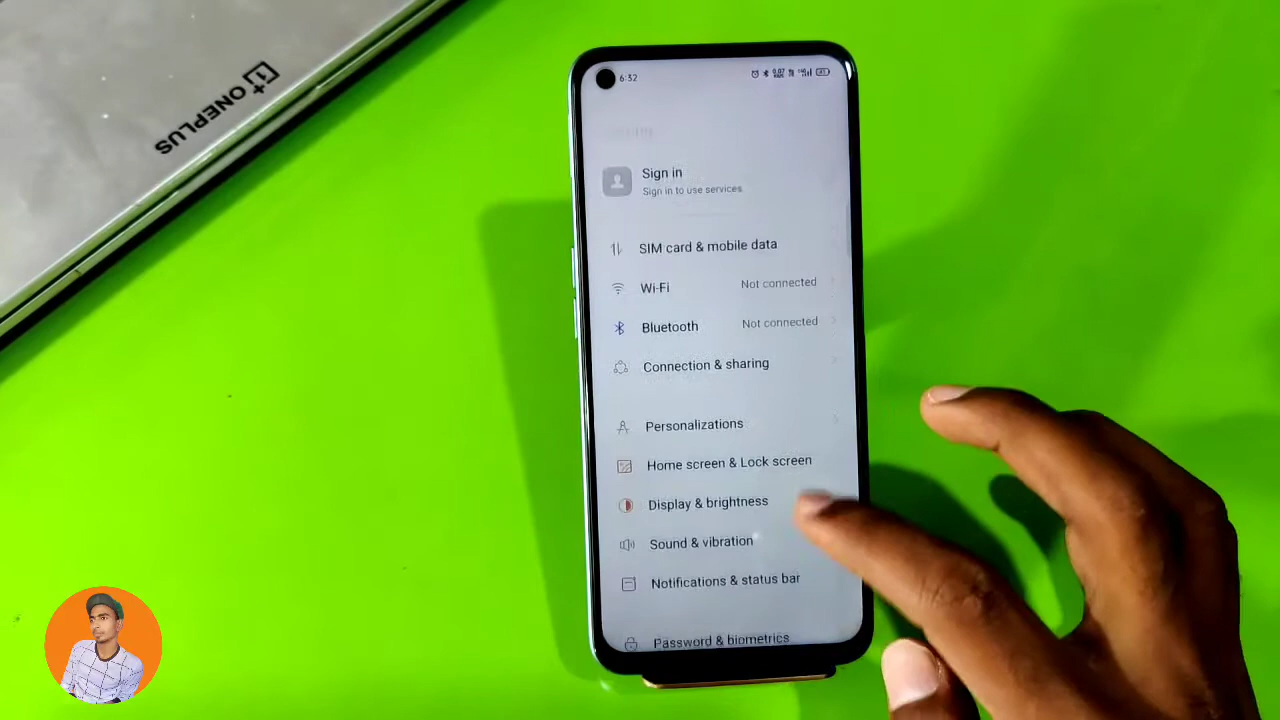 ONEPLUS
6:32
Sign in
Sign in to use services
SIM card & mobile data
Wi-Fi
Not connected
Bluetooth
Not connected
Connection & sharing
Personalizations
Home screen & Lock screen
Display & brightness
Sound & vibration
Notifications & status bar
Password & biometrics